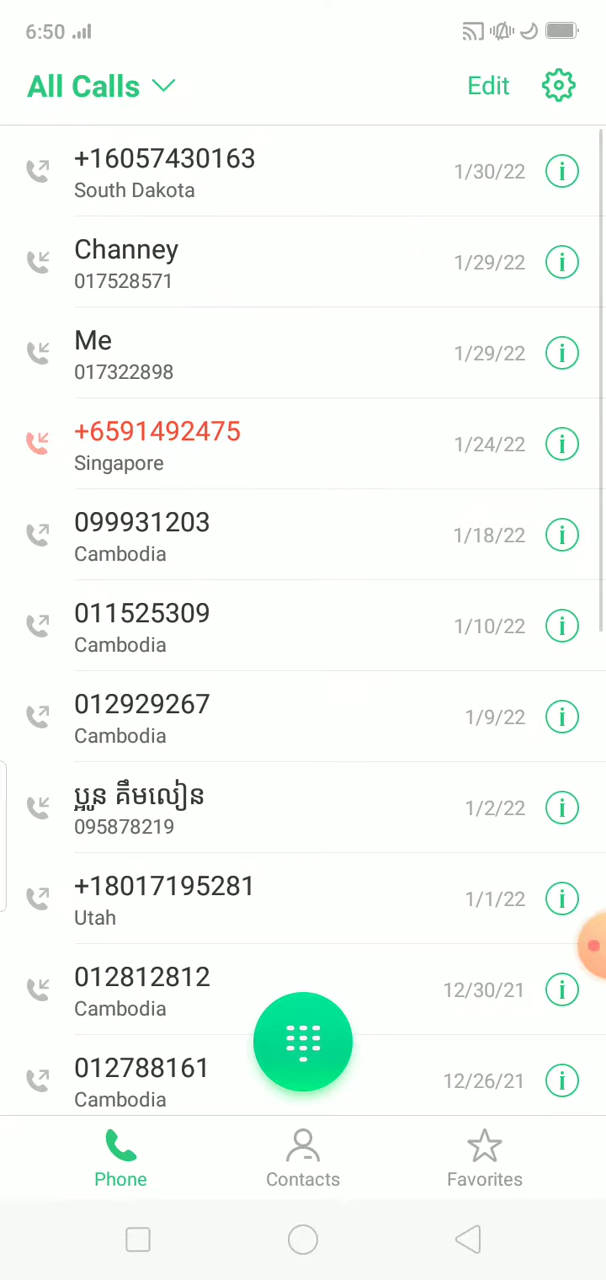 6:50
All Calls
Edit
+16057430163
South Dakota
1/30/22
Channey
017528571
1/29/22
Me
017322898
1/29/22
+6591492475
Singapore
1/24/22
099931203
Cambodia
1/18/22
011525309
Cambodia
1/10/22
012929267
Cambodia
1/9/22
ប្អូន គឹមលៀន
095878219
1/2/22
+18017195281
Utah
1/1/22
012812812
Cambodia
12/30/21
012788161
Cambodia
12/26/21
Phone
Contacts
Favorites